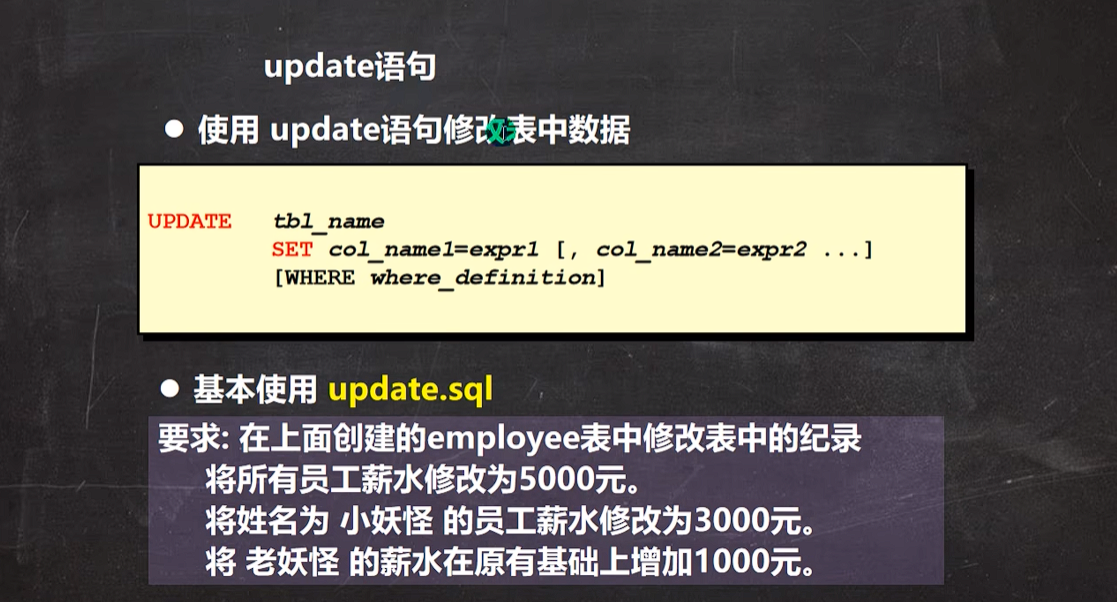 update语句
● 使用 update语句修改表中数据
UPDATE tbl_name
SET col_name1=expr1 [, col_name2=expr2 ...]
[WHERE where_definition]
● 基本使用 update.sql
要求: 在上面创建的employee表中修改表中的纪录
将所有员工薪水修改为5000元。
将姓名为 小妖怪 的员工薪水修改为3000元。
将 老妖怪 的薪水在原有基础上增加1000元。